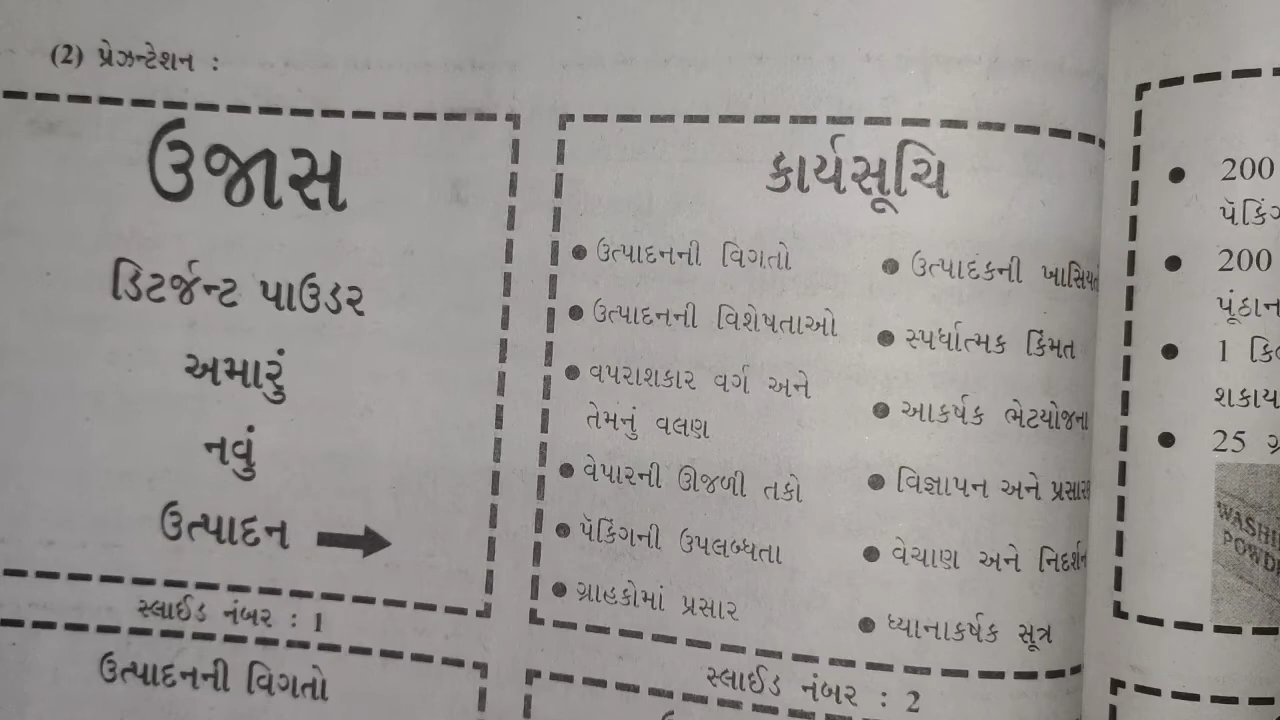 (2) પ્રેઝન્ટેશન :
ઉજાસ
ડિટર્જન્ટ પાઉડર
અમારું
નવું
ઉત્પાદન
સ્લાઈડ નંબર : 1
ઉત્પાદનની વિગતો
કાર્યસૂચિ
ઉત્પાદનની વિગતો
ઉત્પાદનની વિશેષતાઓ
વપરાશકાર વર્ગ અને
તેમનું વલણ
વેપારની ઊજળી તકો
પૅકિંગની ઉપલબ્ધતા
ગ્રાહકોમાં પ્રસાર
ઉત્પાદકની
સ્પર્ધાત્મક કિંમત
આકર્ષક ભેટયોજના
વિજ્ઞાપન અને
વેચાણ અને નિદર્શન
ધ્યાનાકર્ષક સૂત્ર
સ્લાઈડ નંબર : 2
200
200
1
શકાય
25